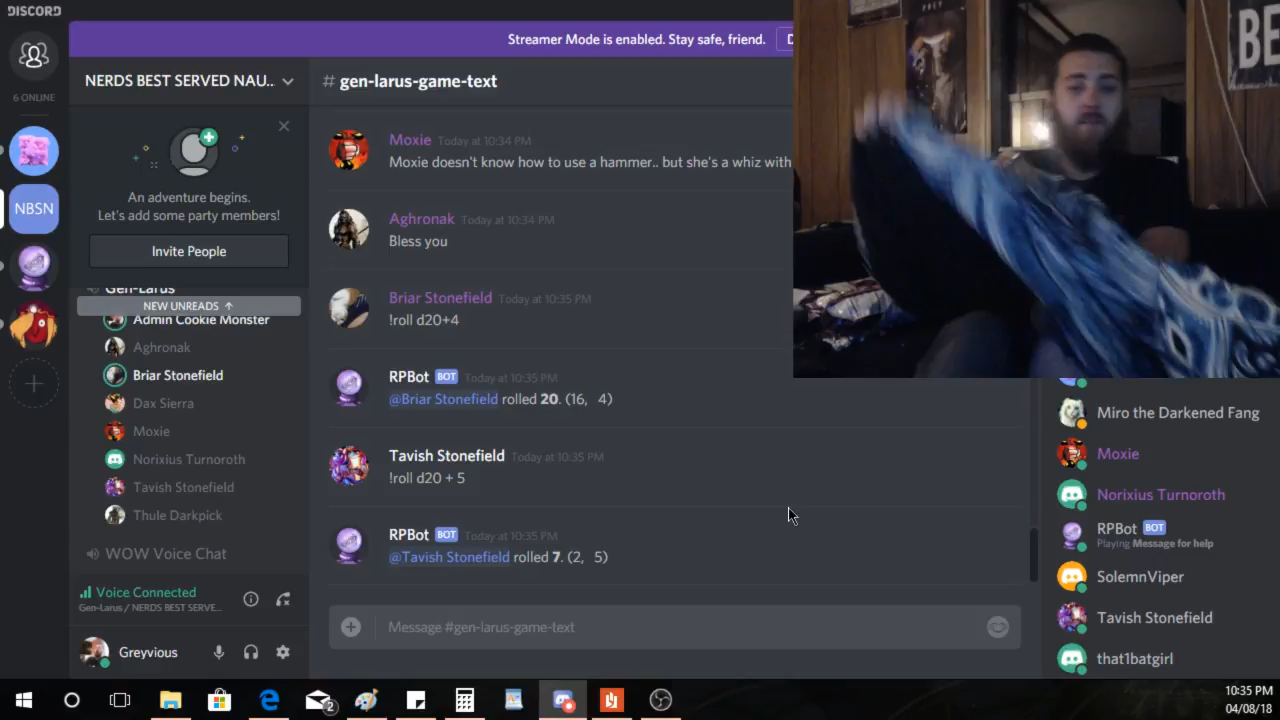 DISCORD
Streamer Mode is enabled. Stay safe, friend.
6 ONLINE
NBSN
NERDS BEST SERVED NAU...
An adventure begins.
Let's add some party members!
Invite People
Gen-Larus
NEW UNREADS ↑
Admin Cookie Monster
Aghronak
Briar Stonefield
Dax Sierra
Moxie
Norixius Turnoroth
Tavish Stonefield
Thule Darkpick
WOW Voice Chat
Voice Connected
Gen-Larus / NERDS BEST SERVE...
Greyvious
# gen-larus-game-text
Moxie Today at 10:34 PM
Moxie doesn't know how to use a hammer.. but she's a whiz with
Aghronak Today at 10:34 PM
Bless you
Briar Stonefield Today at 10:35 PM
!roll d20+4
RPBot BOT Today at 10:35 PM
@Briar Stonefield rolled 20. (16, 4)
Tavish Stonefield Today at 10:35 PM
!roll d20 + 5
RPBot BOT Today at 10:35 PM
@Tavish Stonefield rolled 7. (2, 5)
Message #gen-larus-game-text
BE
Miro the Darkened Fang
Moxie
Norixius Turnoroth
RPBot BOT
Playing Message for help
SolemnViper
Tavish Stonefield
that1batgirl
2
10:35 PM
04/08/18